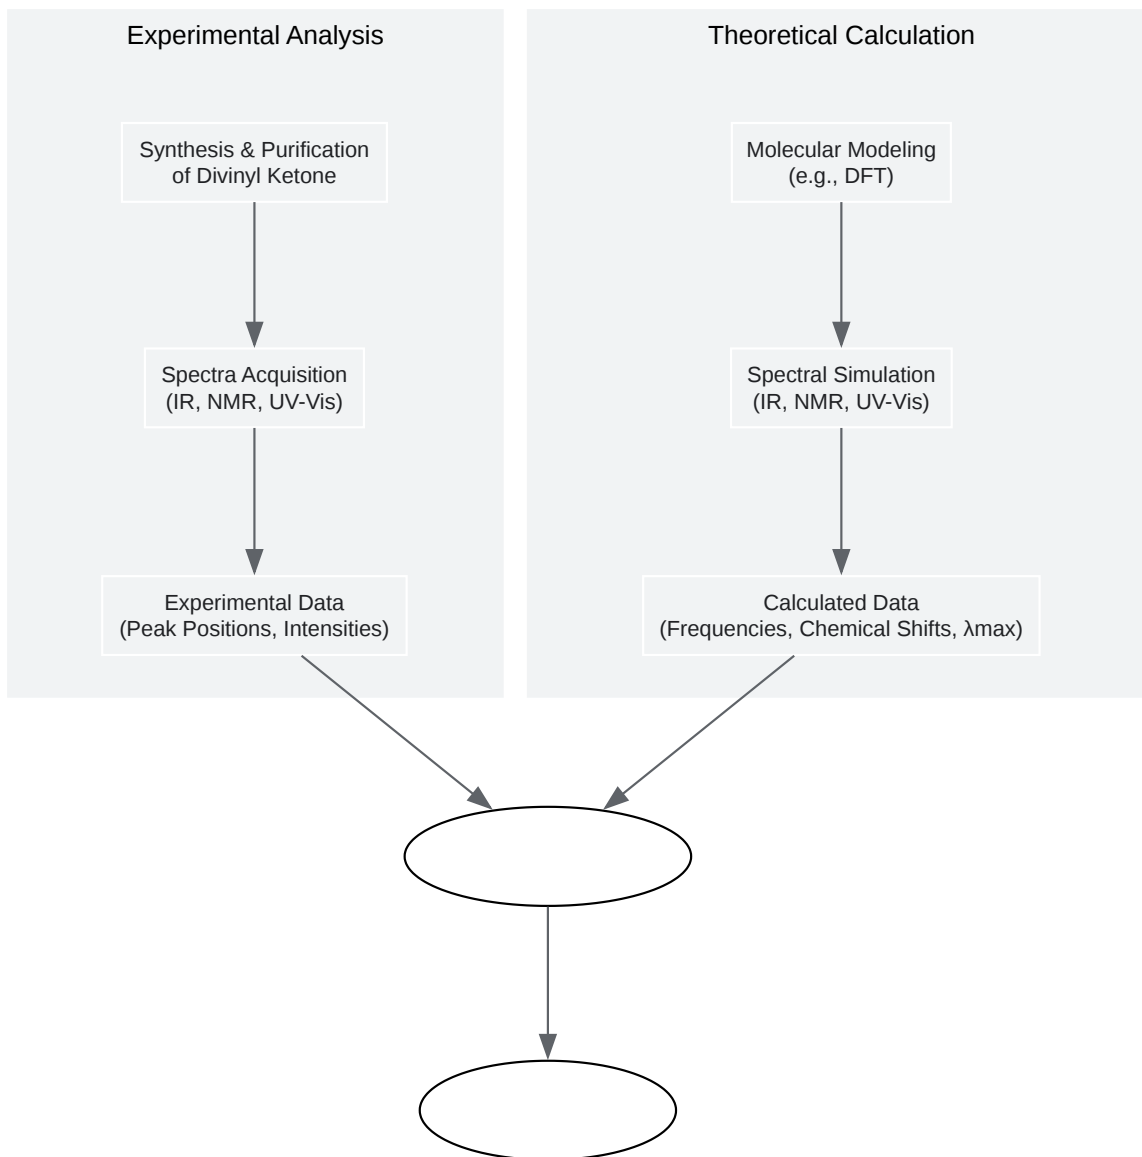 Experimental Analysis
Synthesis & Purification
of Divinyl Ketone
Spectra Acquisition
(IR, NMR, UV-Vis)
Experimental Data
(Peak Positions, Intensities)
Theoretical Calculation
Molecular Modeling
(e.g., DFT)
Spectral Simulation
(IR, NMR, UV-Vis)
Calculated Data
(Frequencies, Chemical Shifts, λmax)